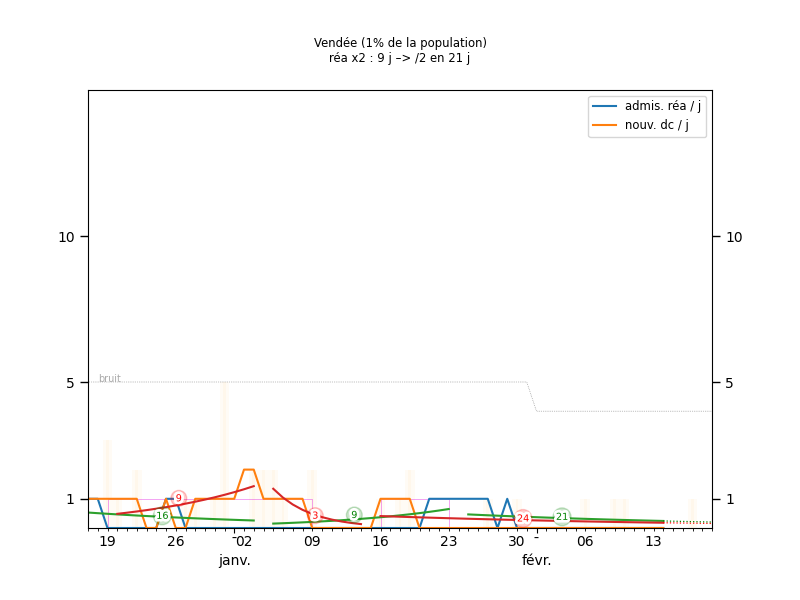 Vendée (1% de la population)
réa x2 : 9 j –> /2 en 21 j
admis. réa / j
nouv. dc / j
10 10
bruit
5 5
1 1
9
16
3
9
24
21
19 26 02 09 16 23 30 06 13
janv. févr.